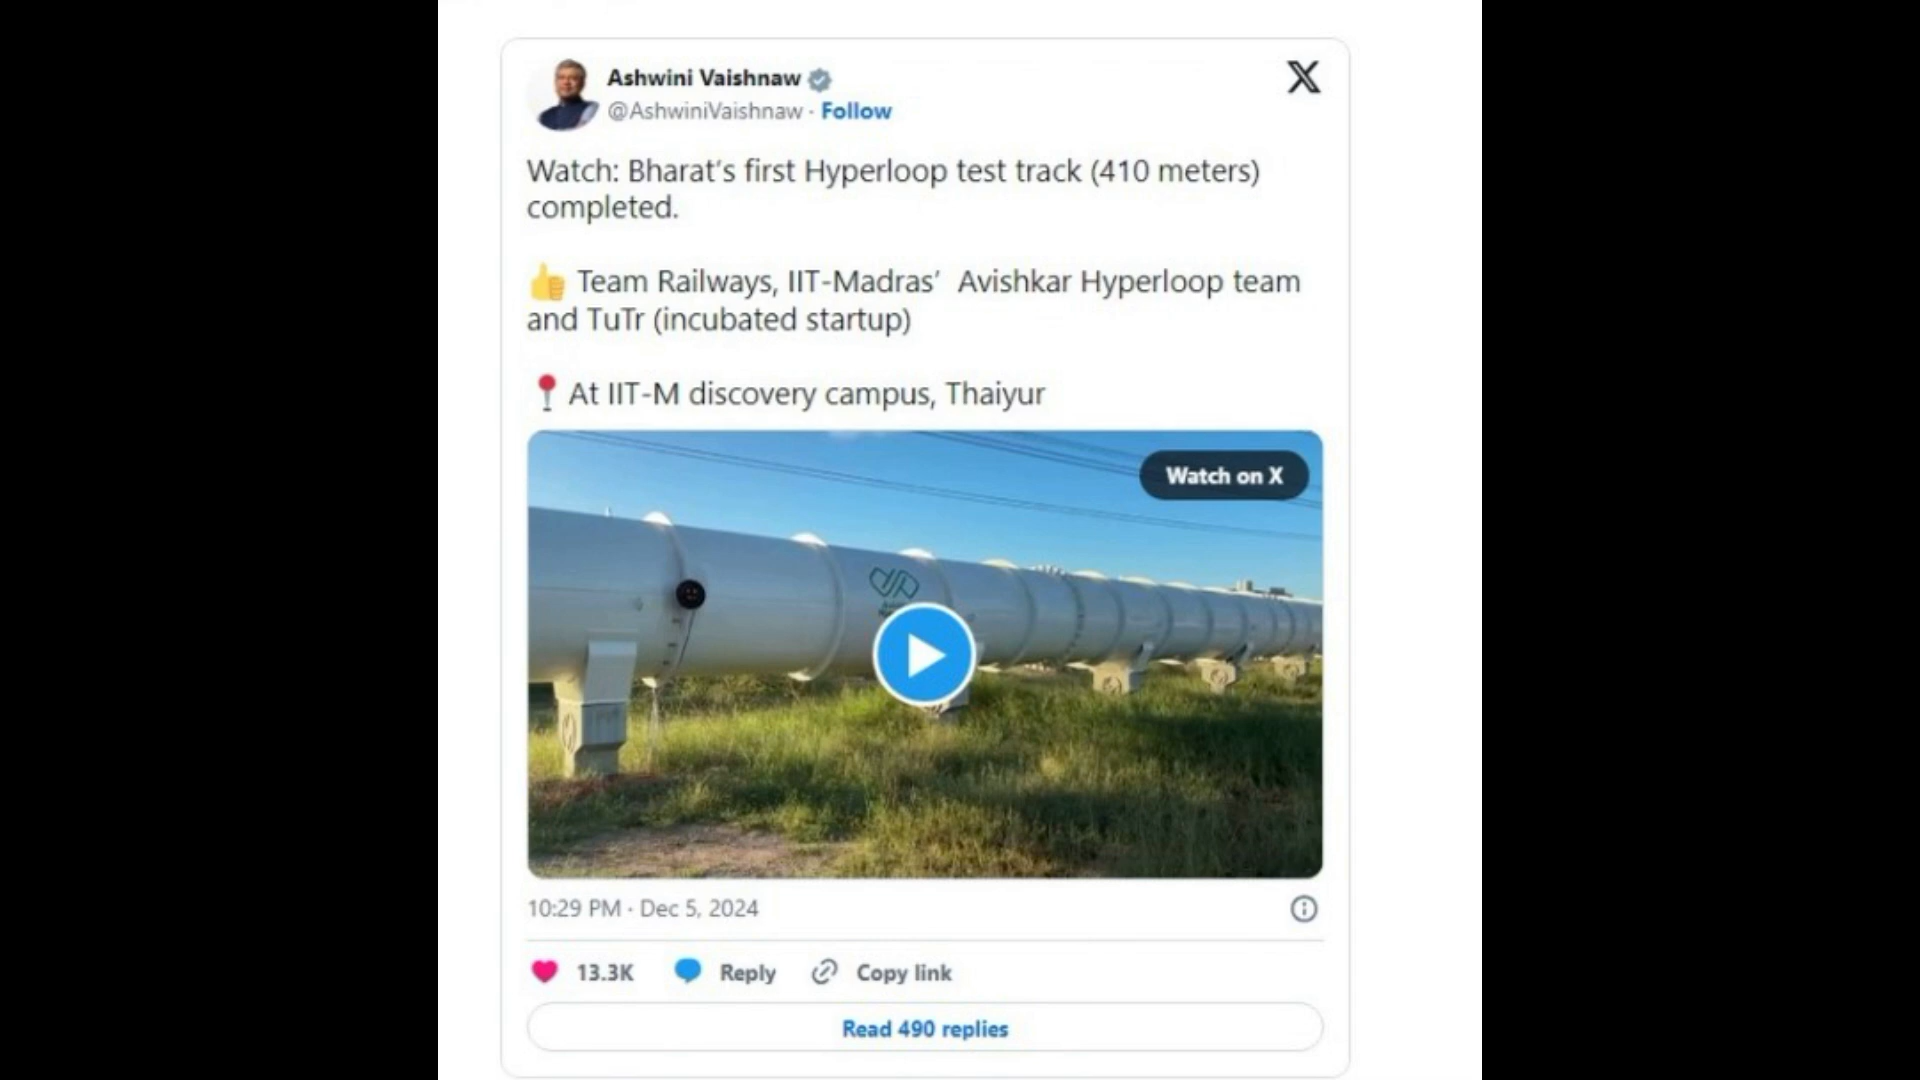 Ashwini Vaishnaw
@AshwiniVaishnaw · Follow
Watch: Bharat's first Hyperloop test track (410 meters)
completed.
👍 Team Railways, IIT-Madras' Avishkar Hyperloop team
and TuTr (incubated startup)
📍 At IIT-M discovery campus, Thaiyur
Watch on X
10:29 PM · Dec 5, 2024
13.3K Reply Copy link
Read 490 replies